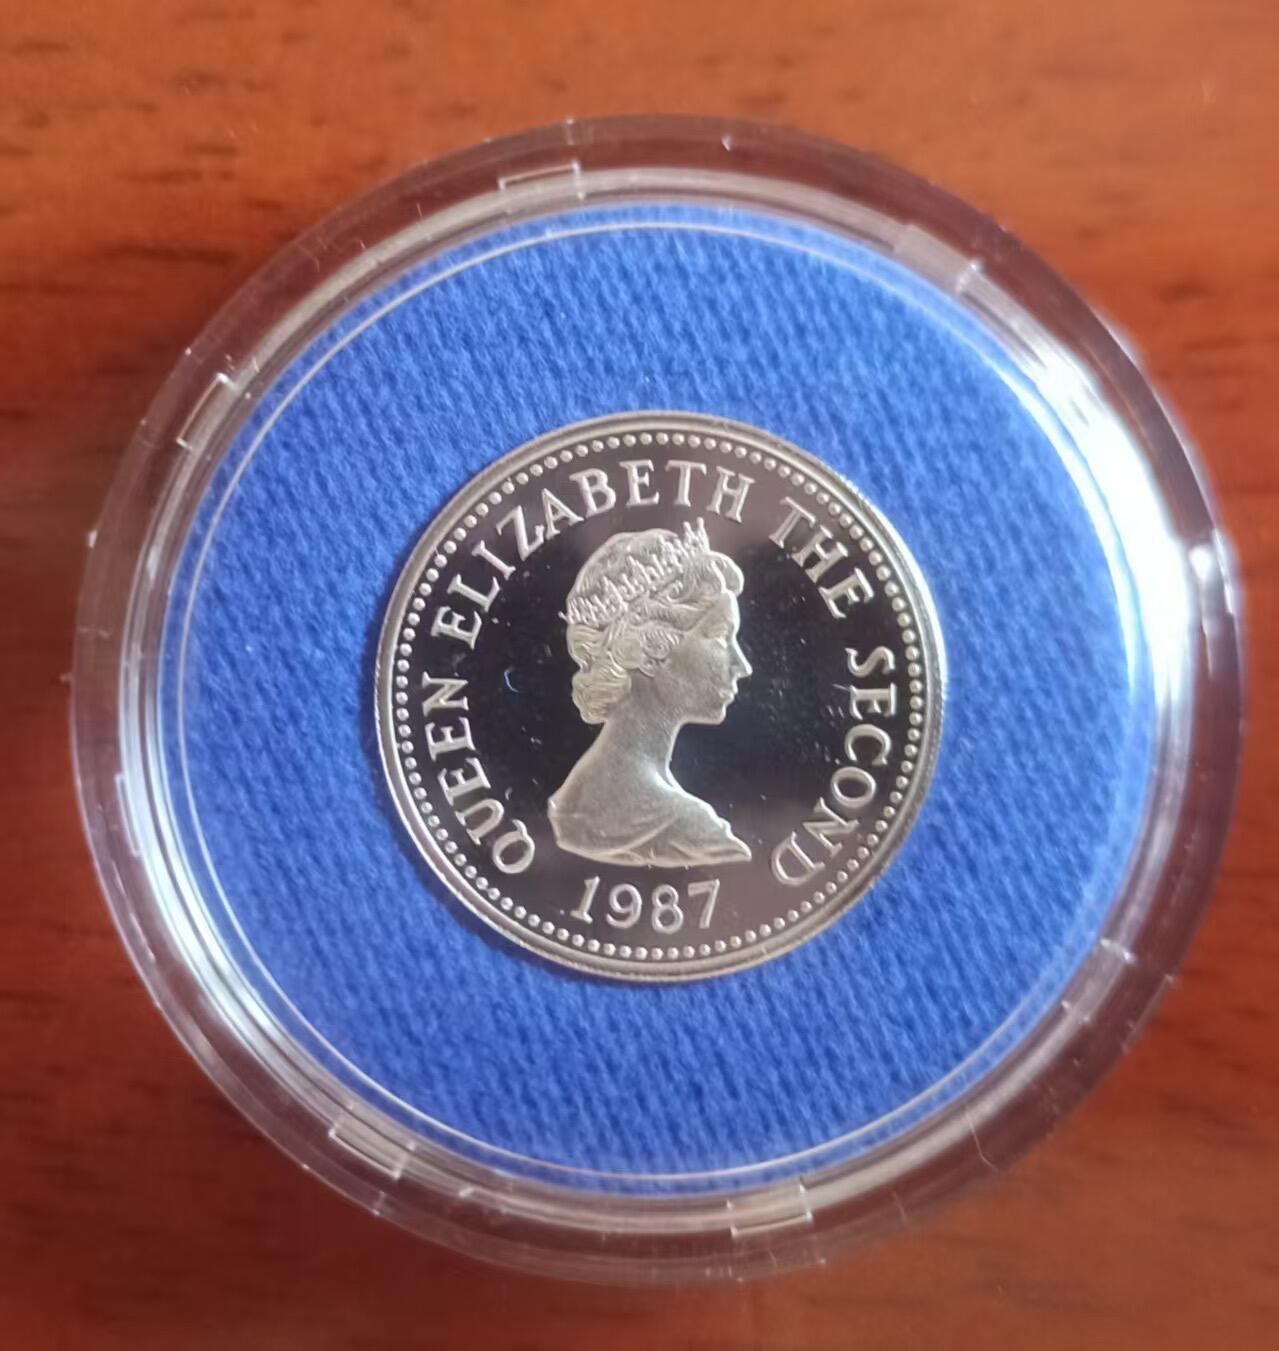 QUEEN ELIZABETH THE SECOND
1987